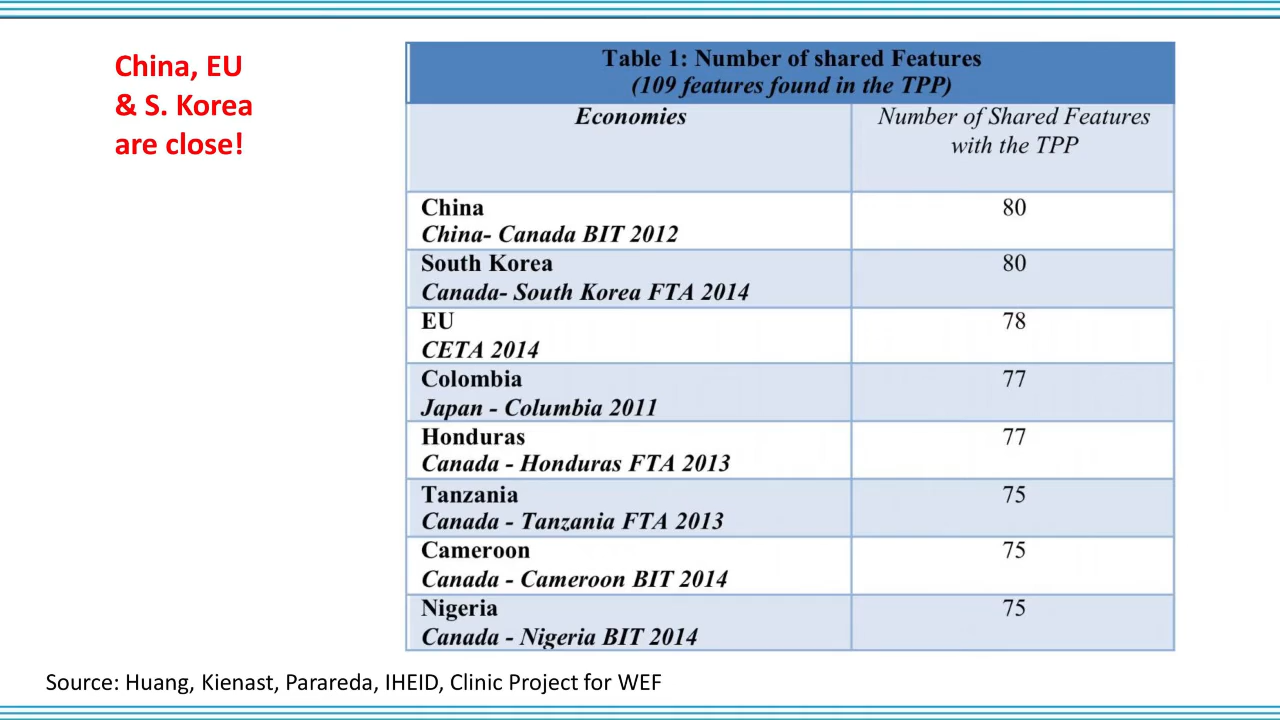 China, EU
& S. Korea
are close!
Table 1: Number of shared Features
(109 features found in the TPP)
Economies
Number of Shared Features
with the TPP
China
China- Canada BIT 2012
80
South Korea
Canada- South Korea FTA 2014
80
EU
CETA 2014
78
Colombia
Japan - Columbia 2011
77
Honduras
Canada - Honduras FTA 2013
77
Tanzania
Canada - Tanzania FTA 2013
75
Cameroon
Canada - Cameroon BIT 2014
75
Nigeria
Canada - Nigeria BIT 2014
75
Source: Huang, Kienast, Parareda, IHEID, Clinic Project for WEF